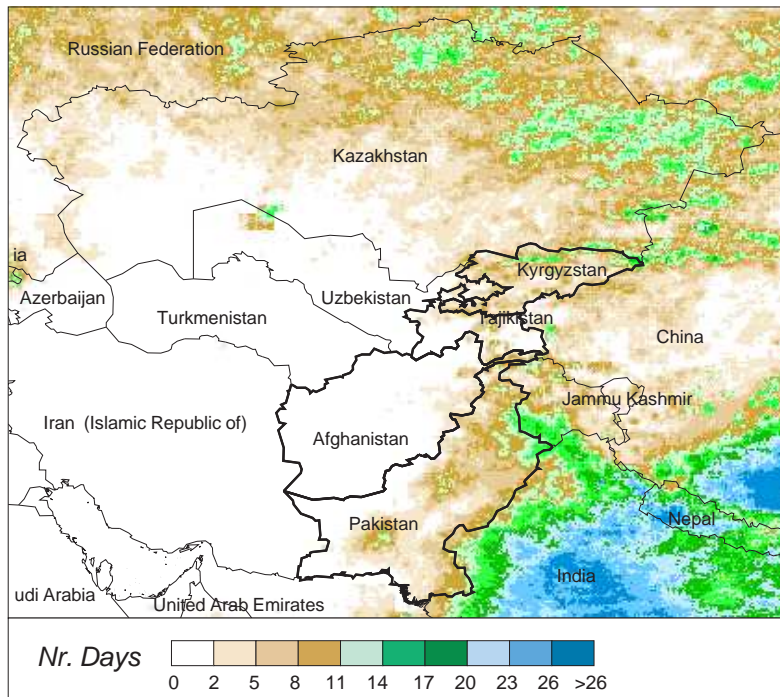 Russian Federation
Kazakhstan
ia
Kyrgyzstan
Azerbaijan
Uzbekistan
Turkmenistan
Tajikistan
China
Jammu Kashmir
Iran (Islamic Republic of)
Afghanistan
Pakistan
Nepal
India
udi Arabia
United Arab Emirates
Nr. Days
0 2 5 8 11 14 17 20 23 26 >26